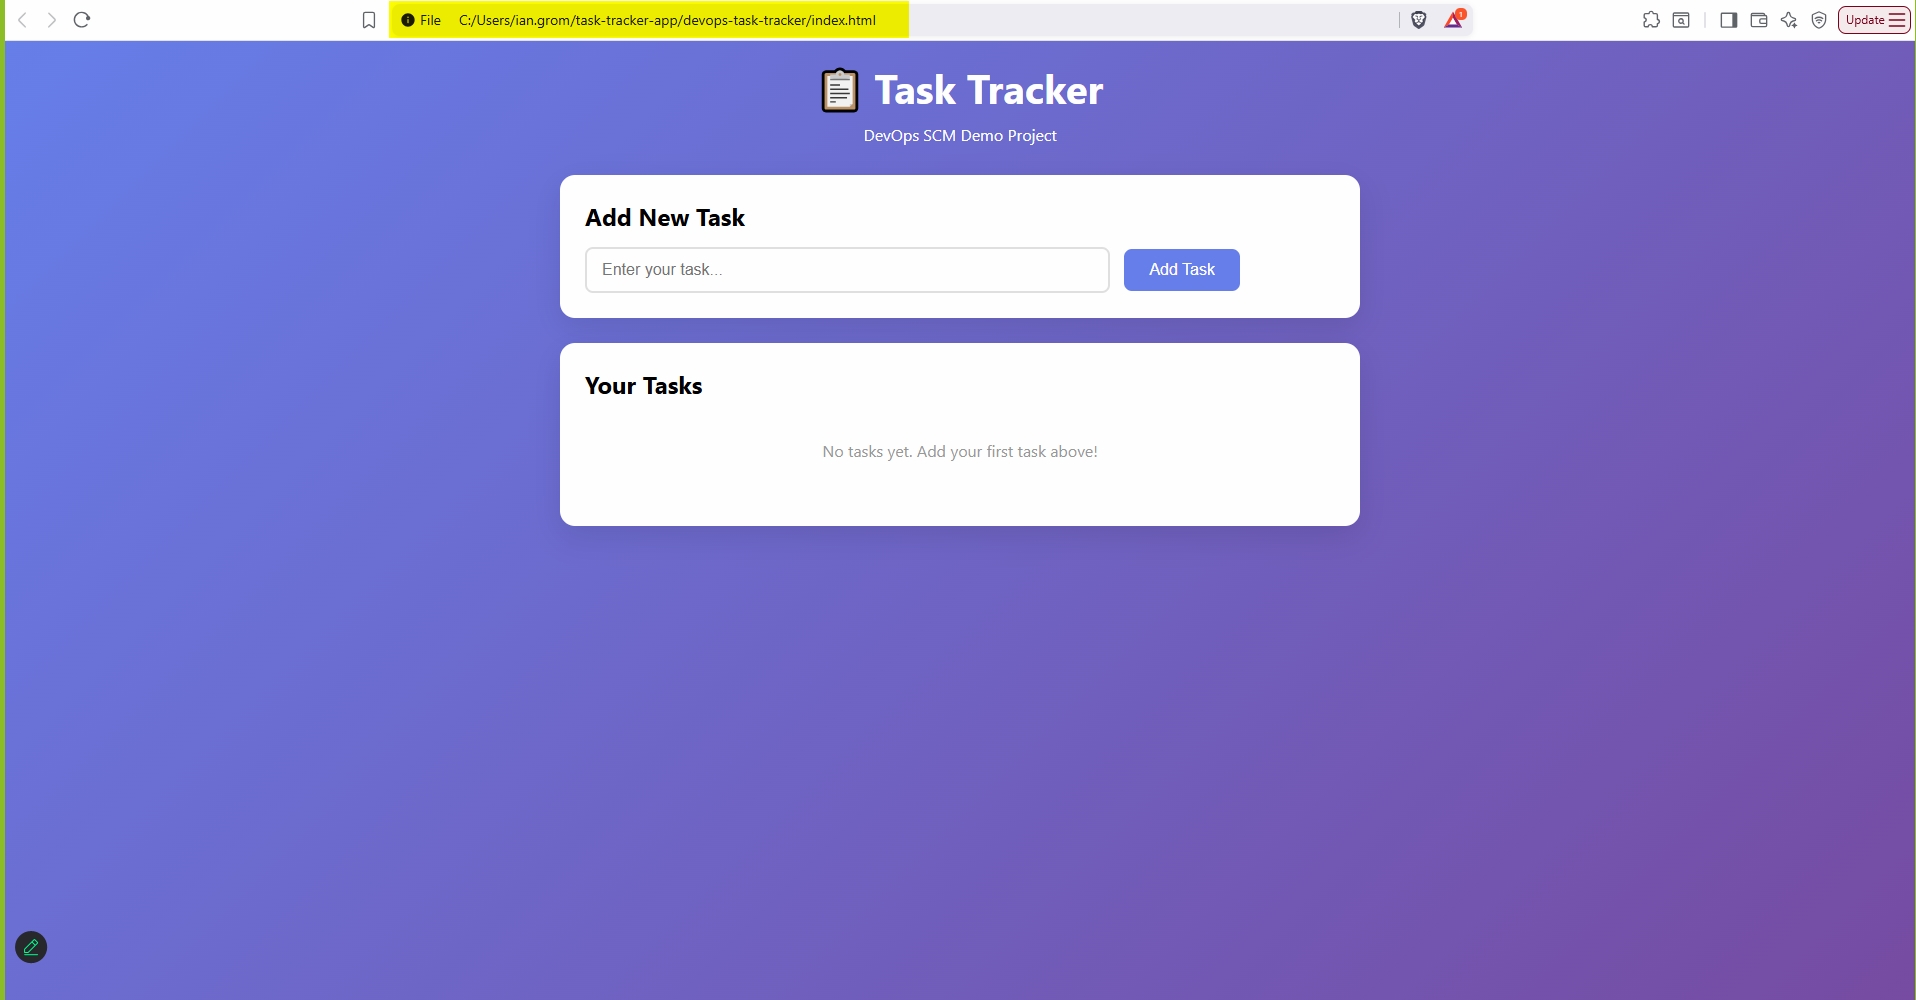 File C:/Users/ian.grom/task-tracker-app/devops-task-tracker/index.html
1
Update
Task Tracker
DevOps SCM Demo Project
Add New Task
Enter your task...
Add Task
Your Tasks
No tasks yet. Add your first task above!